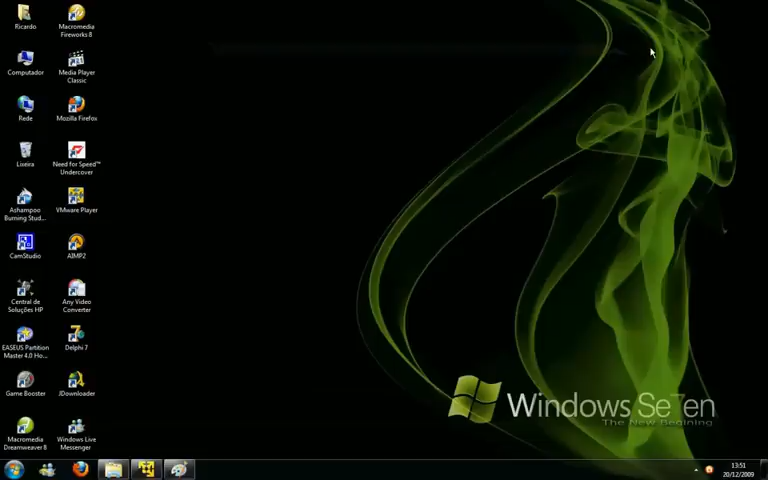 Ricardo
Macromedia
Fireworks 8
Computador
Media Player
Classic
Rede
Mozilla Firefox
Lixeira
Need for Speed™
Undercover
Ashampoo
Burning Stud...
VMware Player
CamStudio
AIMP2
Central de
Soluções HP
Any Video
Converter
EASEUS Partition
Master 4.0 Ho...
Delphi 7
Game Booster
JDownloader
Macromedia
Dreamweaver 8
Windows Live
Messenger
Windows Se7en
The New Begining
13:51
20/12/2009